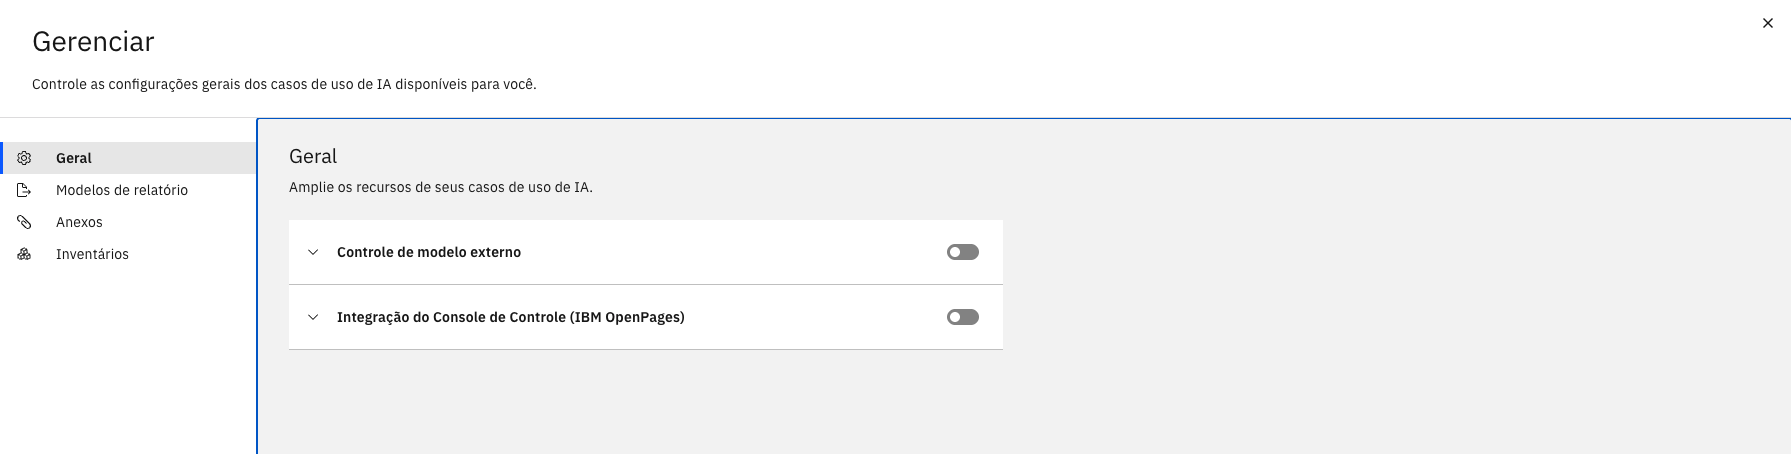 Gerenciar
Controle as configurações gerais dos casos de uso de IA disponíveis para você.
Geral
Modelos de relatório
Anexos
Inventários
Geral
Amplie os recursos de seus casos de uso de IA.
Controle de modelo externo
Integração do Console de Controle (IBM OpenPages)